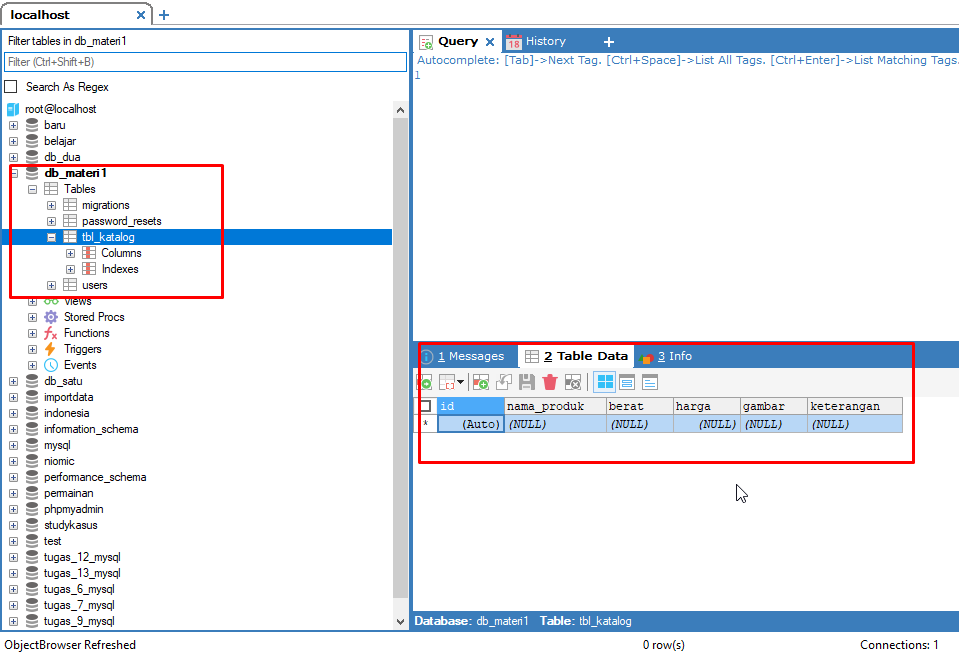 localhost
Filter tables in db_materi1
Filter (Ctrl+Shift+B)
Search As Regex
root@localhost
baru
belajar
db_dua
db_materi1
Tables
migrations
password_resets
tbl_katalog
Columns
Indexes
users
Views
Stored Procs
Functions
Triggers
Events
db_satu
importdata
indonesia
information_schema
mysql
niomic
performance_schema
permainan
phpmyadmin
studykasus
test
tugas_12_mysql
tugas_13_mysql
tugas_6_mysql
tugas_7_mysql
tugas_9_mysql
Query
18 History
Autocomplete: [Tab]->Next Tag. [Ctrl+Space]->List All Tags. [Ctrl+Enter]->List Matching Tags.
1
1 Messages 2 Table Data 3 Info
id nama_produk berat harga gambar keterangan
* (Auto) (NULL) (NULL) (NULL) (NULL) (NULL)
Database: db_materi1 Table: tbl_katalog
ObjectBrowser Refreshed 0 row(s) Connections: 1